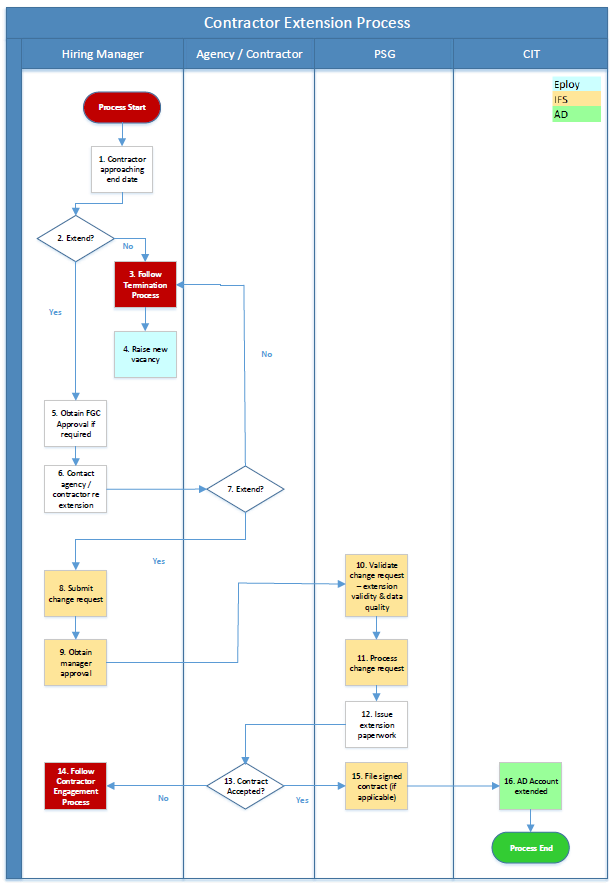 Contractor Extension Process
Hiring Manager
Agency / Contractor
PSG
CIT
Eploy
IFS
AD
Process Start
1. Contractor
approaching
end date
2. Extend?
No
3. Follow
Termination
Process
Yes
4. Raise new
vacancy
No
5. Obtain FGC
Approval if
required
6. Contact
agency /
contractor re
extension
7. Extend?
Yes
8. Submit
change request
9. Obtain
manager
approval
10. Validate
change request
– extension
validity & data
quality
11. Process
change request
12. Issue
extension
paperwork
13. Contract
Accepted?
No
Yes
14. Follow
Contractor
Engagement
Process
15. File signed
contract (if
applicable)
16. AD Account
extended
Process End